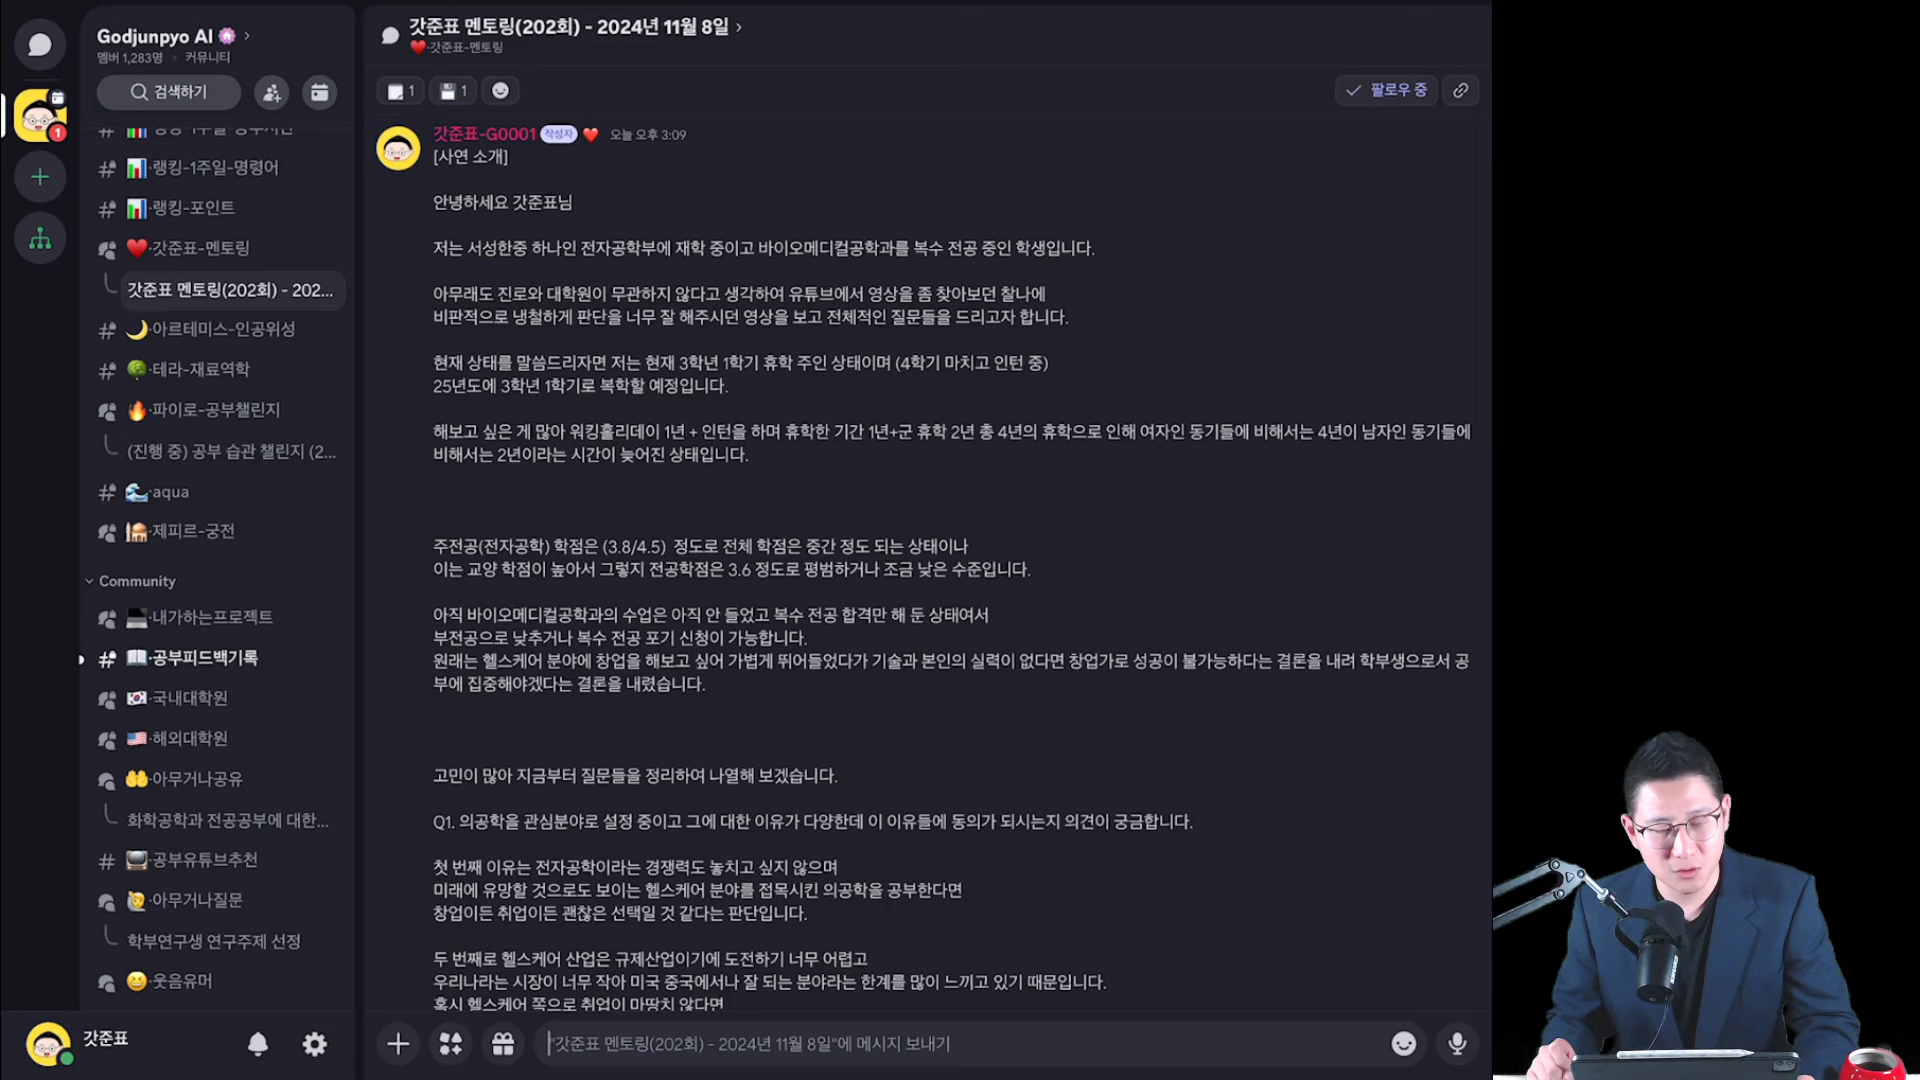 Godjunpyo AI
멤버 1,283명
커뮤니티
검색하기
1
랭킹-1주일-명령어
랭킹-포인트
갓준표-멘토링
갓준표 멘토링(202회) - 202...
아르테미스-인공위성
테라-재료역학
파이로-공부챌린지
(진행 중) 공부 습관 챌린지 (2...
aqua
제피르-궁전
Community
내가하는프로젝트
공부피드백기록
국내대학원
해외대학원
아무거나공유
화학공학과 전공공부에 대한...
공부유튜브추천
아무거나질문
학부연구생 연구주제 선정
웃음유머
갓준표
갓준표 멘토링(202회) - 2024년 11월 8일
갓준표-멘토링
1
1
팔로우 중
갓준표-G0001 작성자 오늘 오후 3:09
[사연 소개]
안녕하세요 갓준표님
저는 서성한중 하나인 전자공학부에 재학 중이고 바이오메디컬공학과를 복수 전공 중인 학생입니다.
아무래도 진로와 대학원이 무관하지 않다고 생각하여 유튜브에서 영상을 좀 찾아보던 찰나에
비판적으로 냉철하게 판단을 너무 잘 해주시던 영상을 보고 전체적인 질문들을 드리고자 합니다.
현재 상태를 말씀드리자면 저는 현재 3학년 1학기 휴학 주인 상태이며 (4학기 마치고 인턴 중)
25년도에 3학년 1학기로 복학할 예정입니다.
해보고 싶은 게 많아 워킹홀리데이 1년 + 인턴을 하며 휴학한 기간 1년+군 휴학 2년 총 4년의 휴학으로 인해 여자인 동기들에 비해서는 4년이 남자인 동기들에
비해서는 2년이라는 시간이 늦어진 상태입니다.
주전공(전자공학) 학점은 (3.8/4.5) 정도로 전체 학점은 중간 정도 되는 상태이나
이는 교양 학점이 높아서 그렇지 전공학점은 3.6 정도로 평범하거나 조금 낮은 수준입니다.
아직 바이오메디컬공학과의 수업은 아직 안 들었고 복수 전공 합격만 해 둔 상태여서
부전공으로 낮추거나 복수 전공 포기 신청이 가능합니다.
원래는 헬스케어 분야에 창업을 해보고 싶어 가볍게 뛰어들었다가 기술과 본인의 실력이 없다면 창업가로 성공이 불가능하다는 결론을 내려 학부생으로서 공
부에 집중해야겠다는 결론을 내렸습니다.
고민이 많아 지금부터 질문들을 정리하여 나열해 보겠습니다.
Q1. 의공학을 관심분야로 설정 중이고 그에 대한 이유가 다양한데 이 이유들에 동의가 되시는지 의견이 궁금합니다.
첫 번째 이유는 전자공학이라는 경쟁력도 놓치고 싶지 않으며
미래에 유망할 것으로도 보이는 헬스케어 분야를 접목시킨 의공학을 공부한다면
창업이든 취업이든 괜찮은 선택일 것 같다는 판단입니다.
두 번째로 헬스케어 산업은 규제산업이기에 도전하기 너무 어렵고
우리나라는 시장이 너무 작아 미국 중국에서나 잘 되는 분야라는 한계를 많이 느끼고 있기 때문입니다.
혹시 헬스케어 쪽으로 취업이 마땅치 않다면
"갓준표 멘토링(202회) - 2024년 11월 8일"에 메시지 보내기